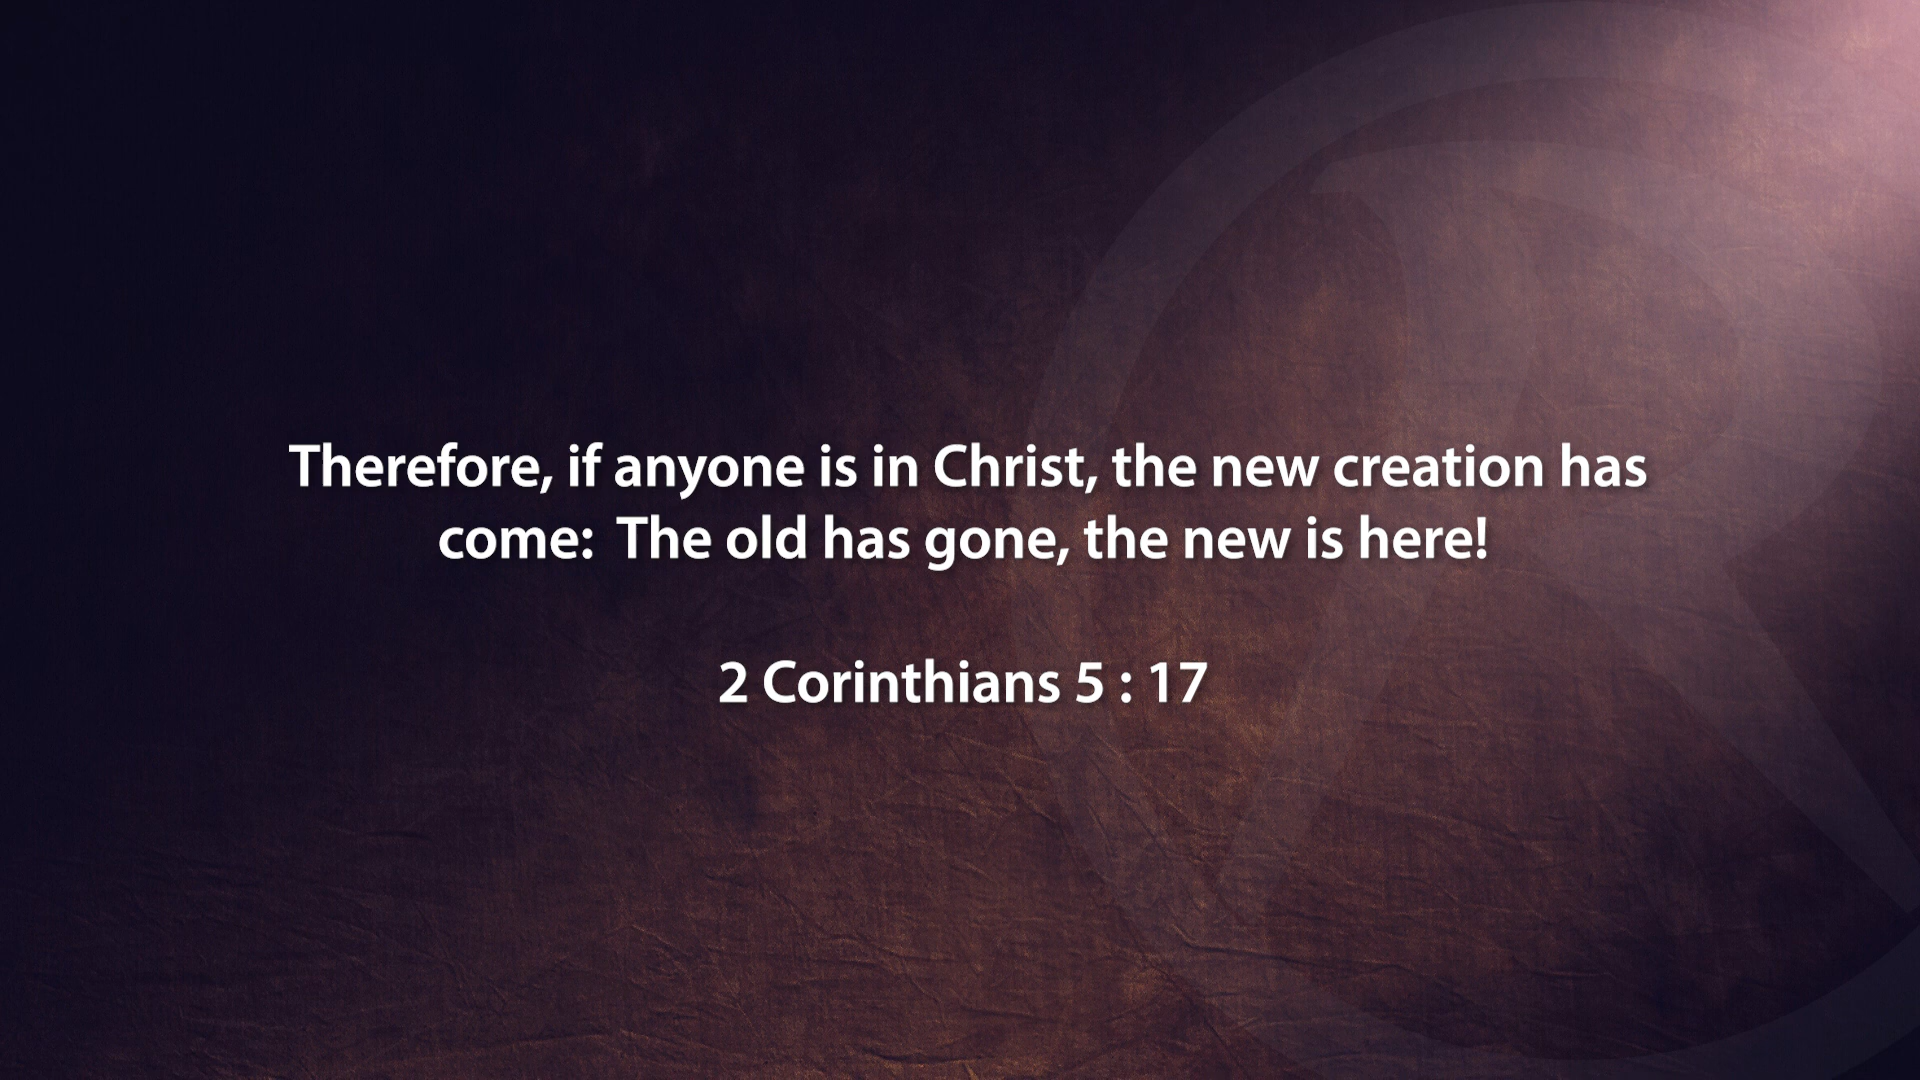 Therefore, if anyone is in Christ, the new creation has
come:  The old has gone, the new is here!
2 Corinthians 5 : 17